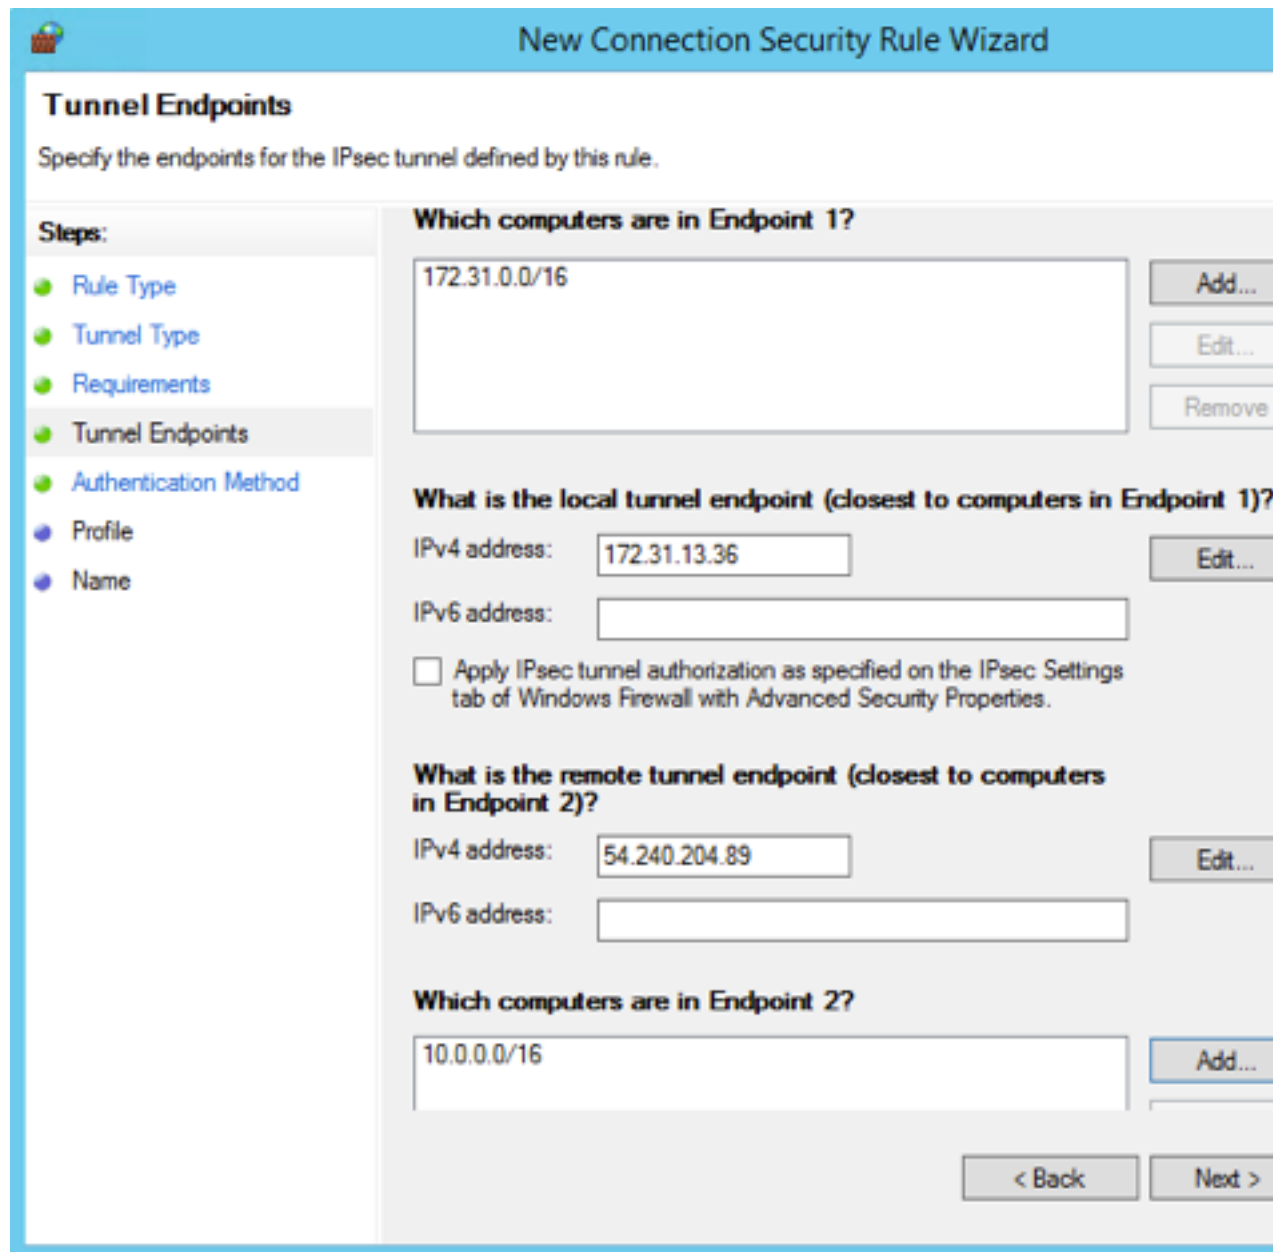 New Connection Security Rule Wizard
Tunnel Endpoints
Specify the endpoints for the IPsec tunnel defined by this rule.
Steps:
Rule Type
Tunnel Type
Requirements
Tunnel Endpoints
Authentication Method
Profile
Name
Which computers are in Endpoint 1?
172.31.0.0/16
Add...
Edit...
Remove
What is the local tunnel endpoint (closest to computers in Endpoint 1)?
IPv4 address:
172.31.13.36
Edit...
IPv6 address:
Apply IPsec tunnel authorization as specified on the IPsec Settings
tab of Windows Firewall with Advanced Security Properties.
What is the remote tunnel endpoint (closest to computers
in Endpoint 2)?
IPv4 address:
54.240.204.89
Edit...
IPv6 address:
Which computers are in Endpoint 2?
10.0.0.0/16
Add...
< Back
Next >